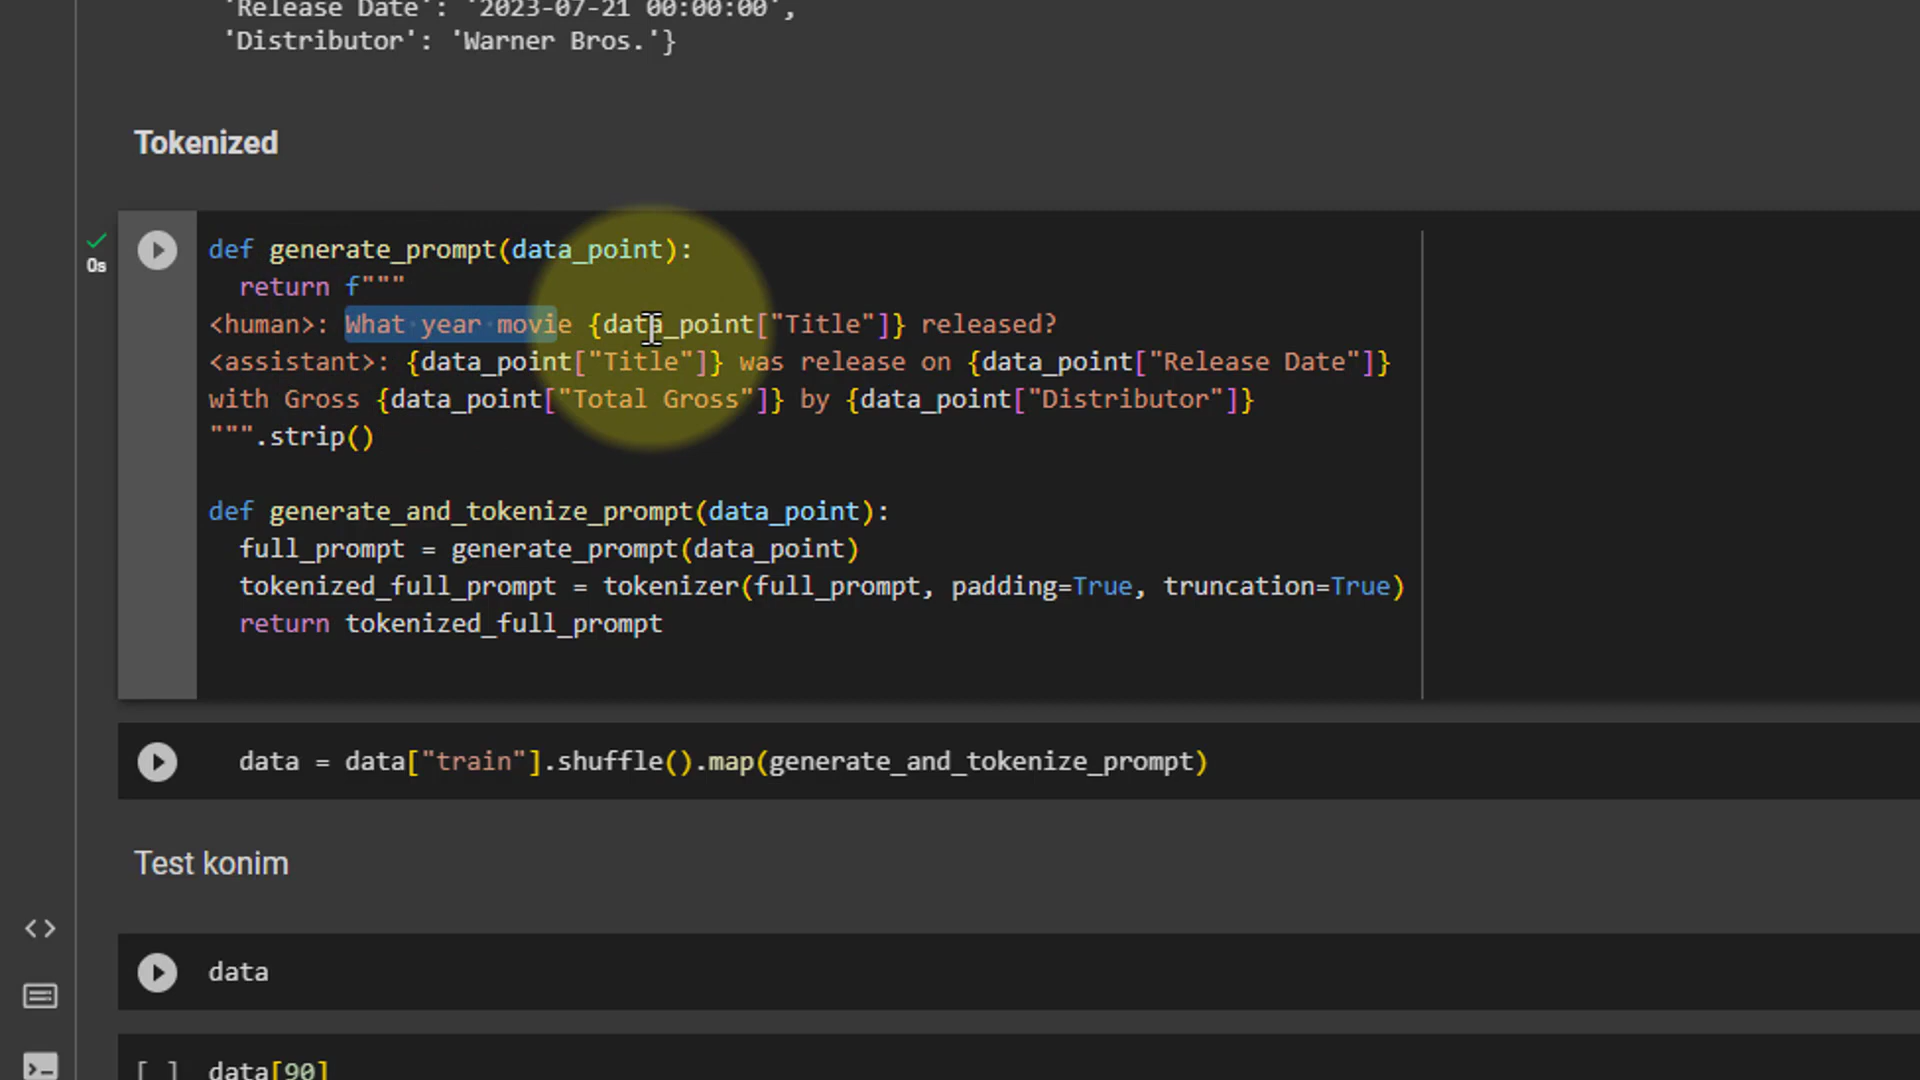 'Release Date': '2023-07-21 00:00:00',
'Distributor': 'Warner Bros.'}
Tokenized
def generate_prompt(data_point):
  return f"""
<human>: What year movie {data_point["Title"]} released?
<assistant>: {data_point["Title"]} was release on {data_point["Release Date"]}
with Gross {data_point["Total Gross"]} by {data_point["Distributor"]}
""".strip()
0s
def generate_and_tokenize_prompt(data_point):
  full_prompt = generate_prompt(data_point)
  tokenized_full_prompt = tokenizer(full_prompt, padding=True, truncation=True)
  return tokenized_full_prompt
data = data["train"].shuffle().map(generate_and_tokenize_prompt)
Test konim
data
[ ] data[90]